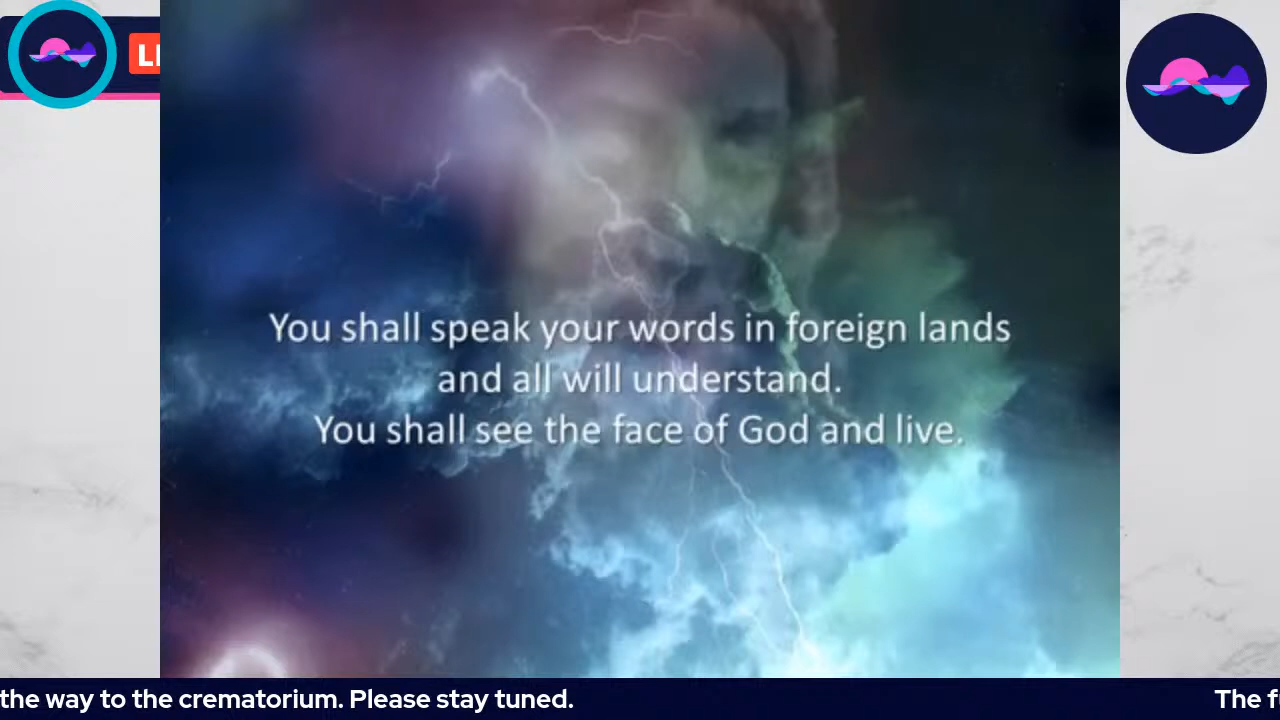 LI
You shall speak your words in foreign lands
and all will understand.
You shall see the face of God and live.
the way to the crematorium. Please stay tuned.
The f